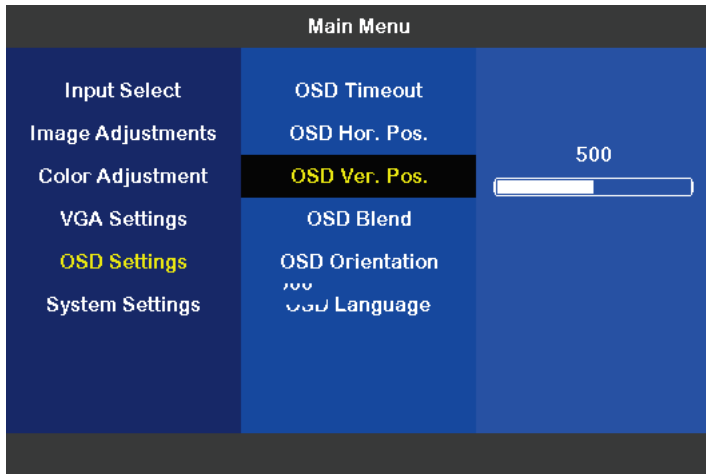 Main Menu
Input Select
Image Adjustments
Color Adjustment
VGA Settings
OSD Settings
System Settings
OSD Timeout
OSD Hor. Pos.
OSD Ver. Pos.
OSD Blend
OSD Orientation
OSD Language
500